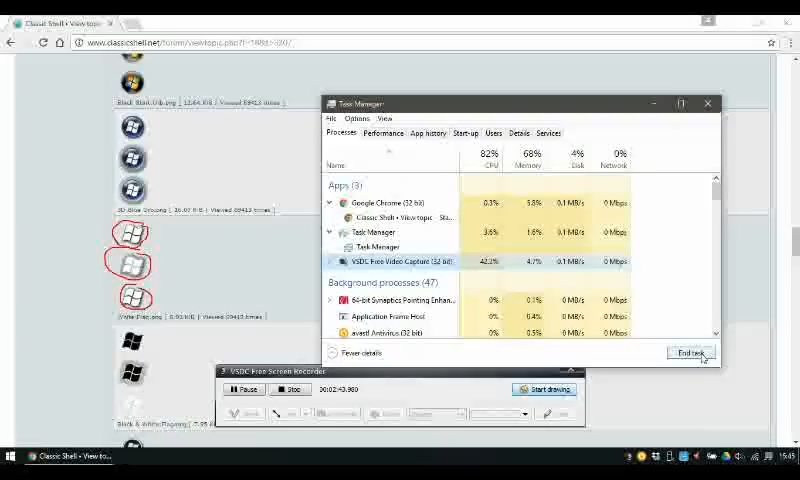 Classic Shell • View topic
www.classicshell.net/forum/viewtopic.php?f=18&t=
Task Manager
File Options View
Processes Performance App history Start-up Users Details Services
82% 68% 4% 0%
Name CPU Memory Disk Network
Apps (3)
Google Chrome (32 bit) 0.3% 5.8% 0.1 MB/s 0 Mbps
Classic Shell • View topic - Sta...
Task Manager 3.6% 1.6% 0.1 MB/s 0 Mbps
Task Manager
VSDC Free Video Capture (32 bit) 42.2% 4.7% 0.1 MB/s 0 Mbps
Background processes (47)
64-bit Synaptics Pointing Enhan... 0% 0.1% 0 MB/s 0 Mbps
Application Frame Host 0% 0.4% 0 MB/s 0 Mbps
avast! Antivirus (32 bit) 0% 0.5% 0 MB/s 0 Mbps
Fewer details End task
VSDC Free Screen Recorder
Pause Stop 00:02:43.980 Start drawing
Classic Shell • View to...
15:45